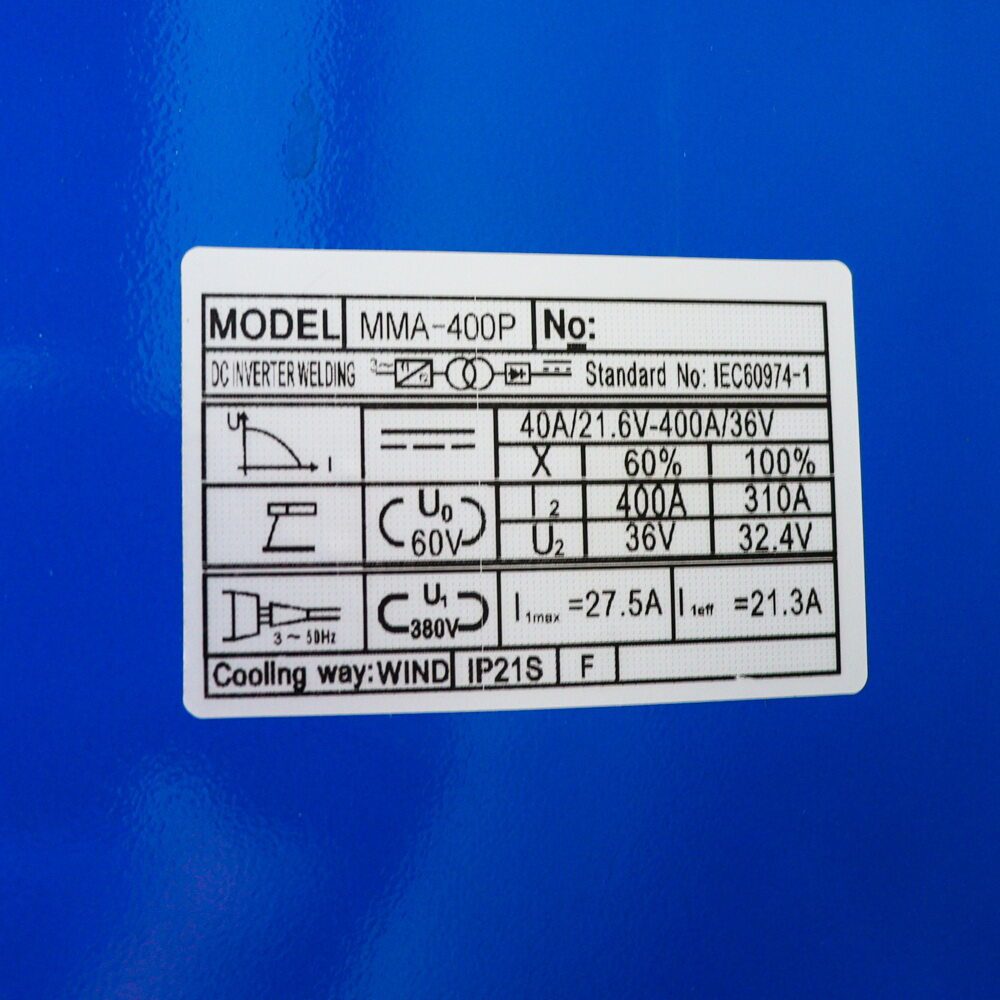 MODEL MMA-400P No:
DC INVERTER WELDING 3~ Standard No: IEC60974-1
U I 40A/21.6V-400A/36V
X 60% 100%
U0 60V I2 400A 310A
U2 36V 32.4V
3~50Hz U1 380V I1max=27.5A I1eff=21.3A
Cooling way:WIND IP21S F